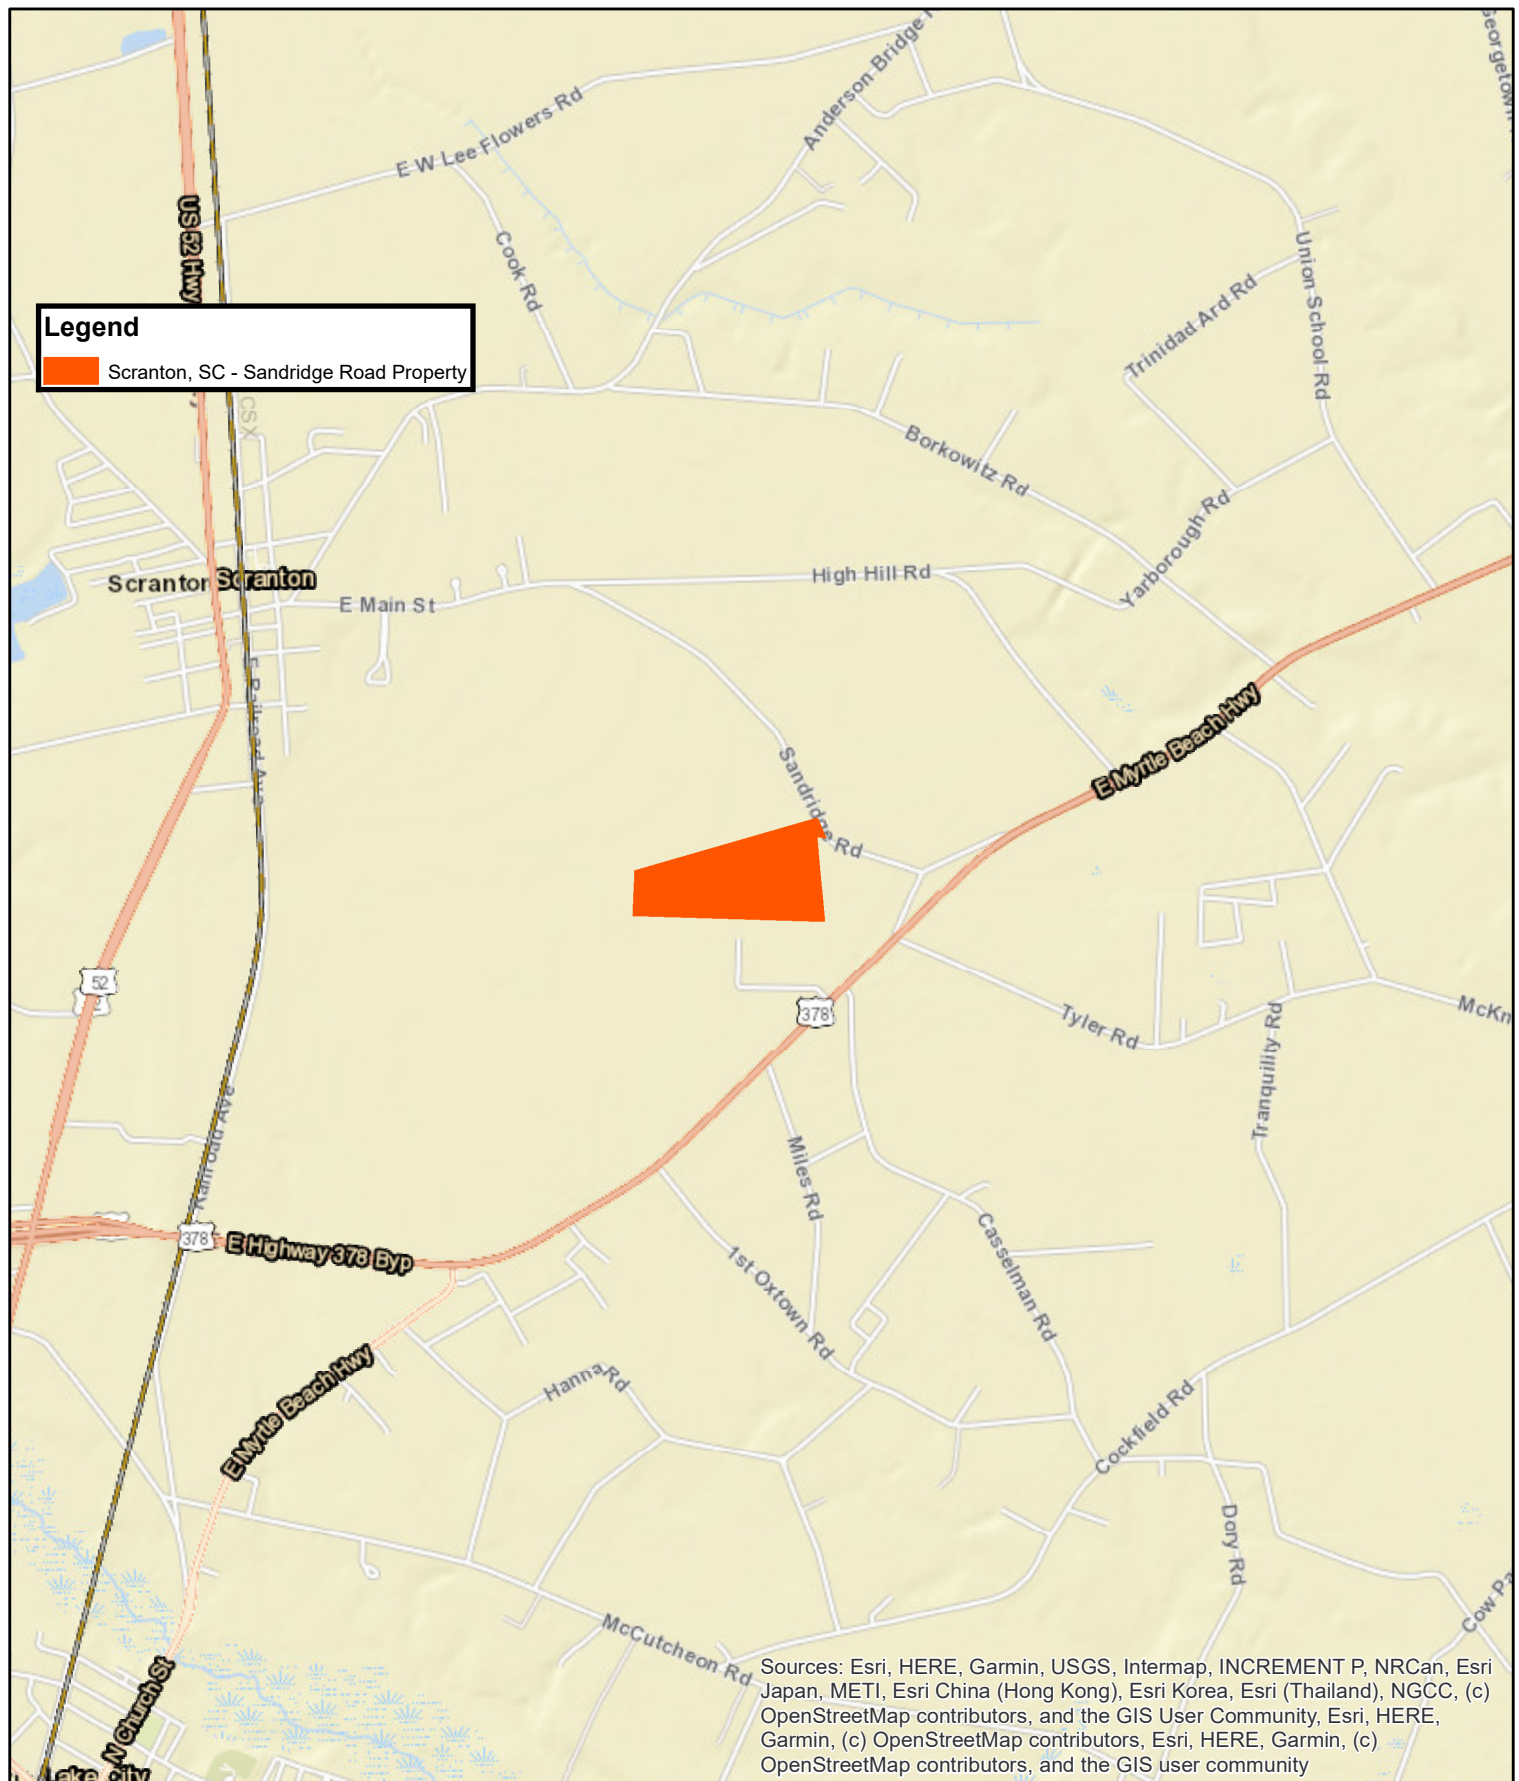 Anderson Bridge
Georgetown
E W Lee Flowers Rd
US 52 Hwy
Cook Rd
Union School Rd
Trinidad Ard Rd
Legend
Scranton, SC - Sandridge Road Property
CSX
Borkowitz Rd
Yarborough Rd
High Hill Rd
Scranton
Scranton
E Main St
E Railroad Ave
E Myrtle Beach Hwy
Sandridge Rd
52
378
Tyler Rd
McKn
Tranquility Rd
Railroad Ave
Miles Rd
378
E Highway 378 Byp
Casselman Rd
1st Oxtown Rd
E Myrtle Beach Hwy
Hanna Rd
Cockfield Rd
Dory Rd
Cow Pa
McCutcheon Rd
N Church St
Lake City
Sources: Esri, HERE, Garmin, USGS, Intermap, INCREMENT P, NRCan, Esri
Japan, METI, Esri China (Hong Kong), Esri Korea, Esri (Thailand), NGCC, (c)
OpenStreetMap contributors, and the GIS User Community, Esri, HERE,
Garmin, (c) OpenStreetMap contributors, Esri, HERE, Garmin, (c)
OpenStreetMap contributors, and the GIS user community